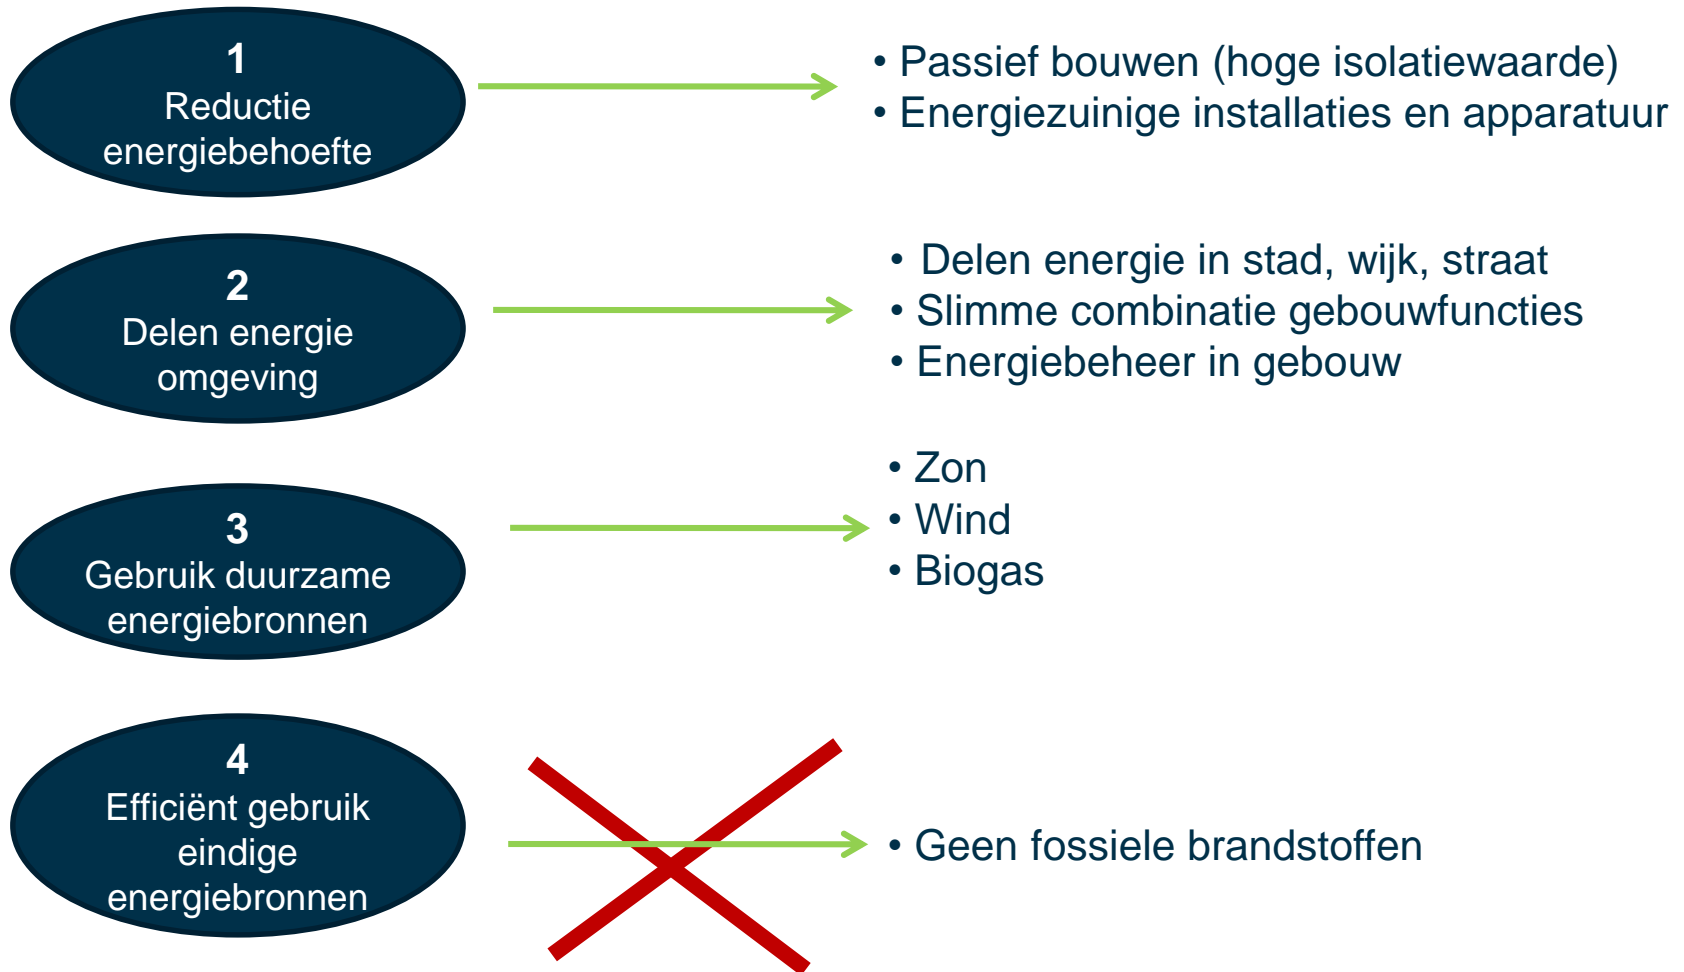 1
Reductie
energiebehoefte
• Passief bouwen (hoge isolatiewaarde)
• Energiezuinige installaties en apparatuur
2
Delen energie
omgeving
• Delen energie in stad, wijk, straat
• Slimme combinatie gebouwfuncties
• Energiebeheer in gebouw
3
Gebruik duurzame
energiebronnen
• Zon
• Wind
• Biogas
4
Efficiënt gebruik
eindige
energiebronnen
• Geen fossiele brandstoffen